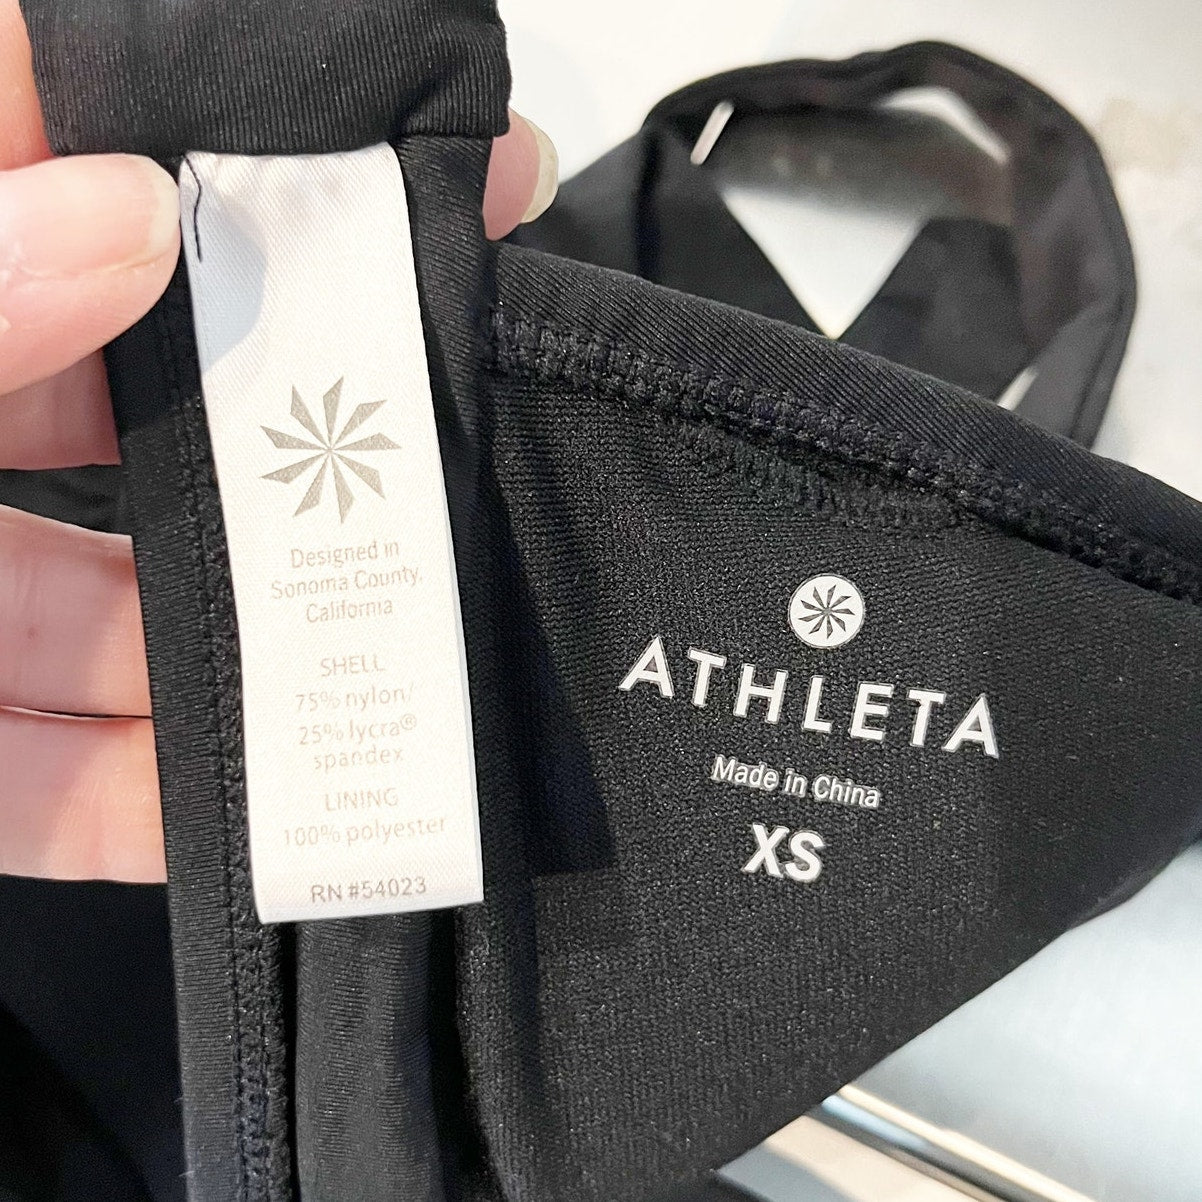 Designed in
Sonoma County,
California
SHELL
75% nylon/
25% lycra®
spandex
LINING
100% polyester
RN #54023
ATHLETA
Made in China
XS